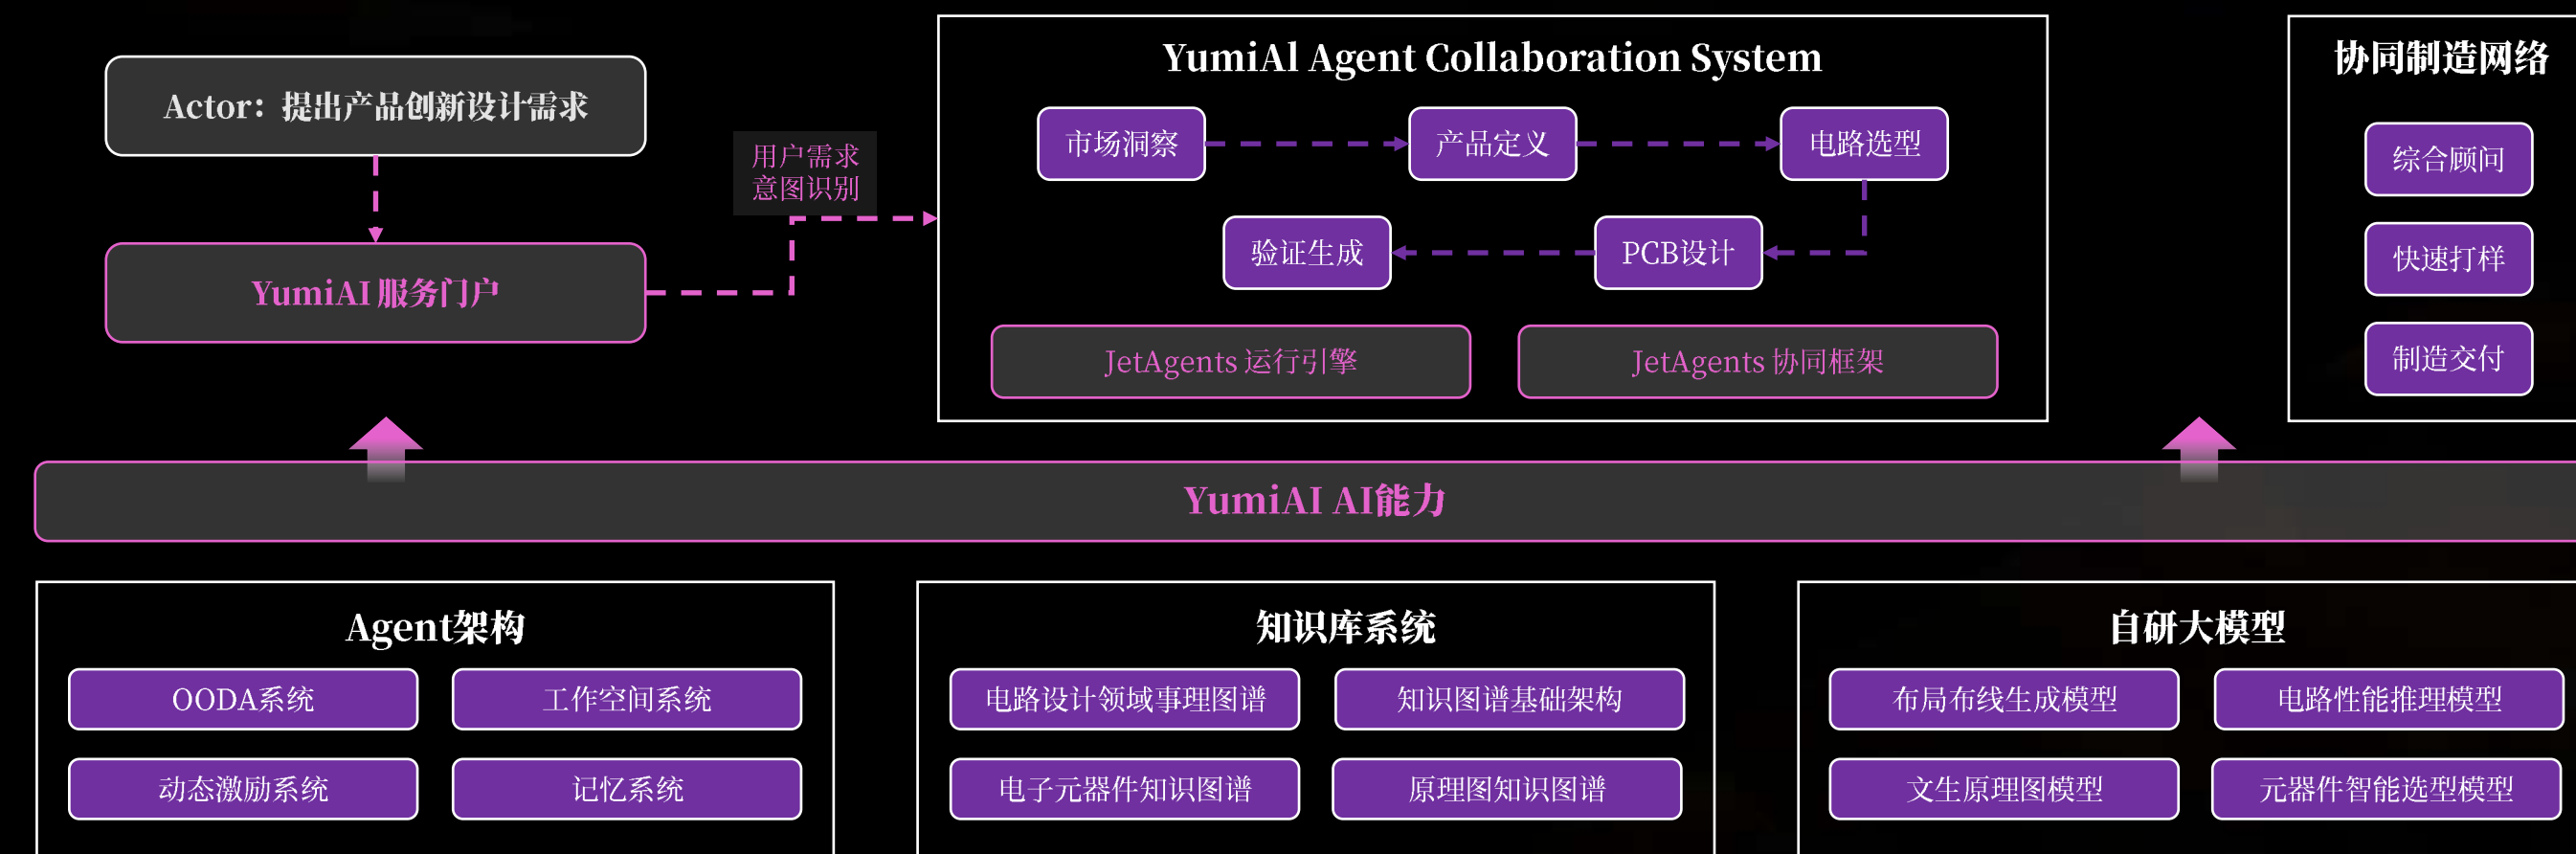 Actor：提出产品创新设计需求
YumiAI 服务门户
用户需求
意图识别
YumiAl Agent Collaboration System
市场洞察
产品定义
电路选型
验证生成
PCB设计
JetAgents 运行引擎
JetAgents 协同框架
协同制造网络
综合顾问
快速打样
制造交付
YumiAI AI能力
Agent架构
OODA系统
工作空间系统
动态激励系统
记忆系统
知识库系统
电路设计领域事理图谱
知识图谱基础架构
电子元器件知识图谱
原理图知识图谱
自研大模型
布局布线生成模型
电路性能推理模型
文生原理图模型
元器件智能选型模型